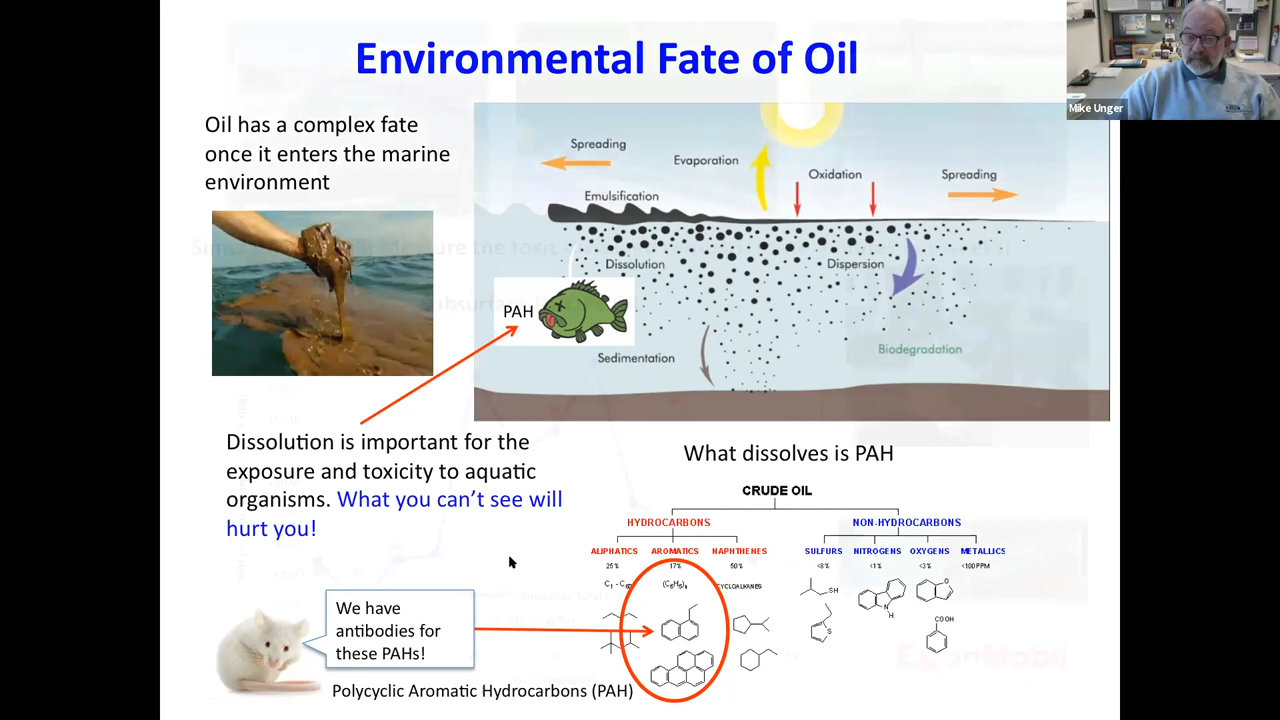 Environmental Fate of Oil
Mike Unger
Oil has a complex fate
once it enters the marine
environment
Spreading
Evaporation
Oxidation
Spreading
Emulsification
Dissolution
Dispersion
PAH
Sedimentation
Biodegradation
Dissolution is important for the
exposure and toxicity to aquatic
organisms. What you can't see will
hurt you!
What dissolves is PAH
CRUDE OIL
HYDROCARBONS
NON-HYDROCARBONS
ALIPHATICS AROMATICS NAPHTHENES
SULFURS NITROGENS OXYGENS METALLICS
25% 17% 50%
<8% <1% <3% <100 PPM
(C6H5)n
CYCLOALKANES
SH
N
H
O
S
COOH
We have
antibodies for
these PAHs!
Polycyclic Aromatic Hydrocarbons (PAH)
ExonMobil